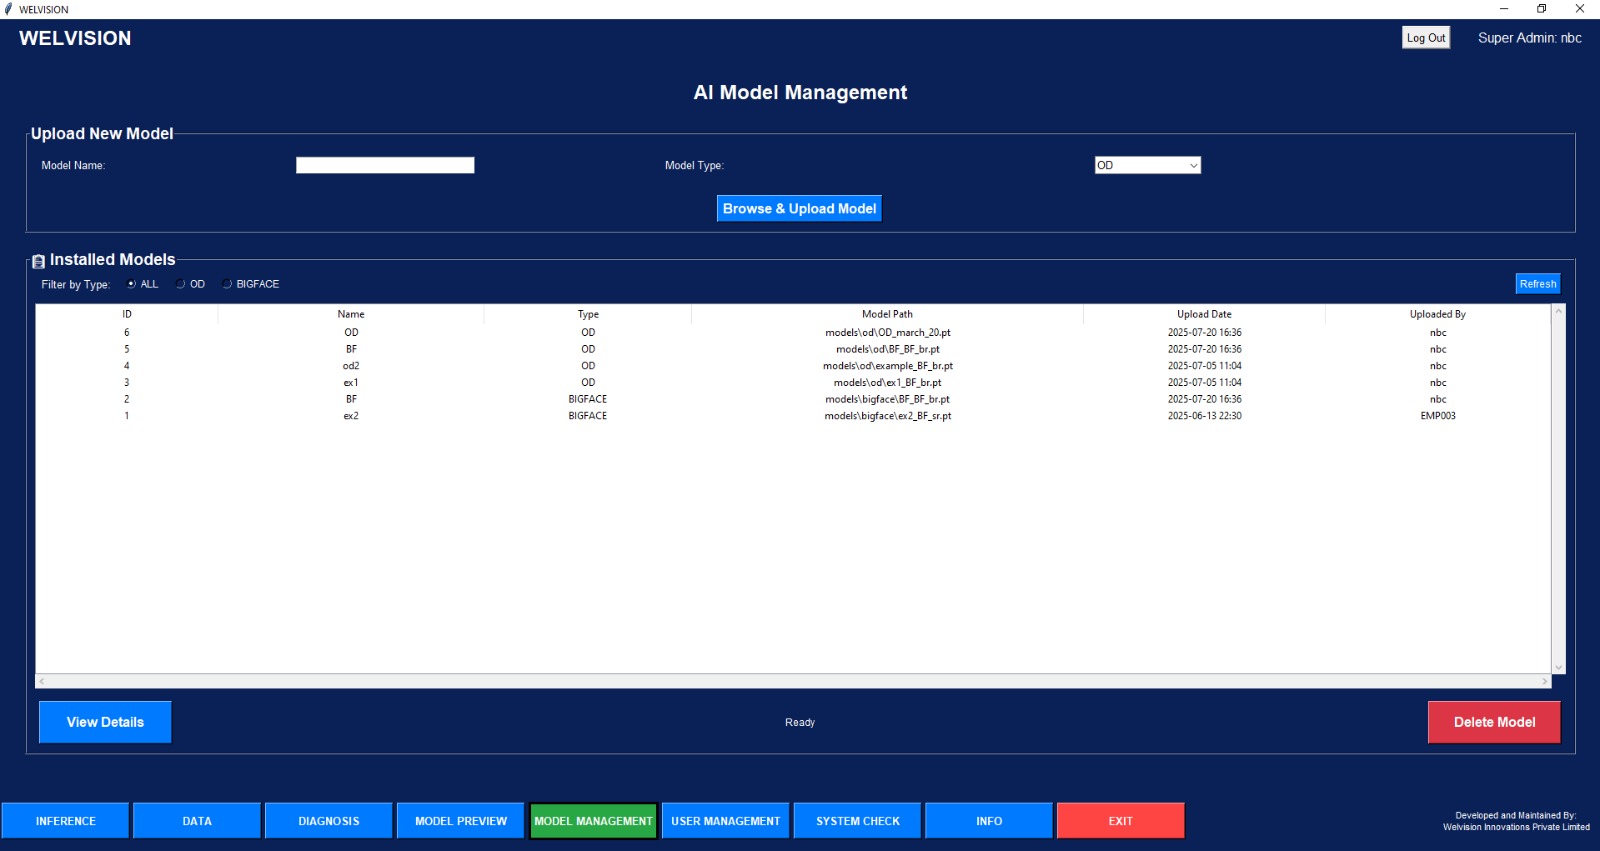 WELVISION
WELVISION
Log Out
Super Admin: nbc
AI Model Management
Upload New Model
Model Name:
Model Type:
OD
Browse & Upload Model
Installed Models
Filter by Type: ALL OD BIGFACE
Refresh
ID Name Type Model Path Upload Date Uploaded By
6 OD OD models\od\OD_march_20.pt 2025-07-20 16:36 nbc
5 BF OD models\od\BF_BF_br.pt 2025-07-20 16:36 nbc
4 od2 OD models\od\example_BF_br.pt 2025-07-05 11:04 nbc
3 ex1 OD models\od\ex1_BF_br.pt 2025-07-05 11:04 nbc
2 BF BIGFACE models\bigface\BF_BF_br.pt 2025-07-20 16:36 nbc
1 ex2 BIGFACE models\bigface\ex2_BF_sr.pt 2025-06-13 22:30 EMP003
View Details
Ready
Delete Model
INFERENCE
DATA
DIAGNOSIS
MODEL PREVIEW
MODEL MANAGEMENT
USER MANAGEMENT
SYSTEM CHECK
INFO
EXIT
Developed and Maintained By:
Welvision Innovations Private Limited